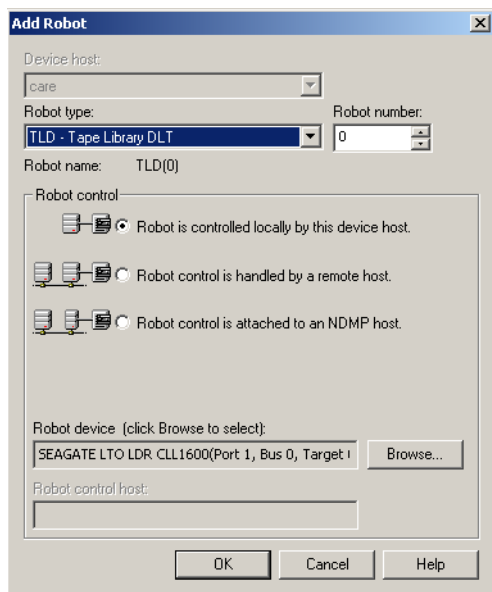 Add Robot
Device host:
care
Robot type:
Robot number:
TLD - Tape Library DLT
0
Robot name: TLD(0)
Robot control
Robot is controlled locally by this device host.
Robot control is handled by a remote host.
Robot control is attached to an NDMP host.
Robot device (click Browse to select):
SEAGATE LTO LDR CLL1600(Port 1, Bus 0, Target
Browse...
Robot control host:
OK
Cancel
Help